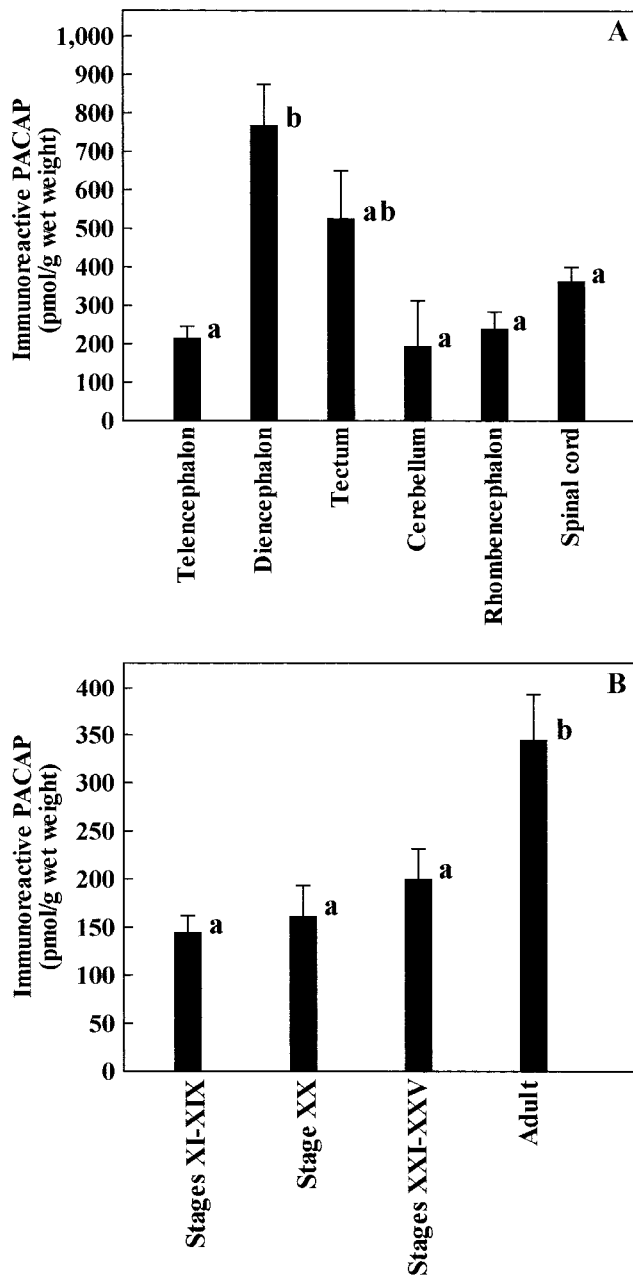 A
Immunoreactive PACAP
(pmol/g wet weight)
1,000
900
800
700
600
500
400
300
200
100
0
a
b
ab
a
a
a
Telencephalon
Diencephalon
Tectum
Cerebellum
Rhombencephalon
Spinal cord
B
Immunoreactive PACAP
(pmol/g wet weight)
400
350
300
250
200
150
100
50
0
a
a
a
b
Stages XI-XIX
Stage XX
Stages XXI-XXV
Adult